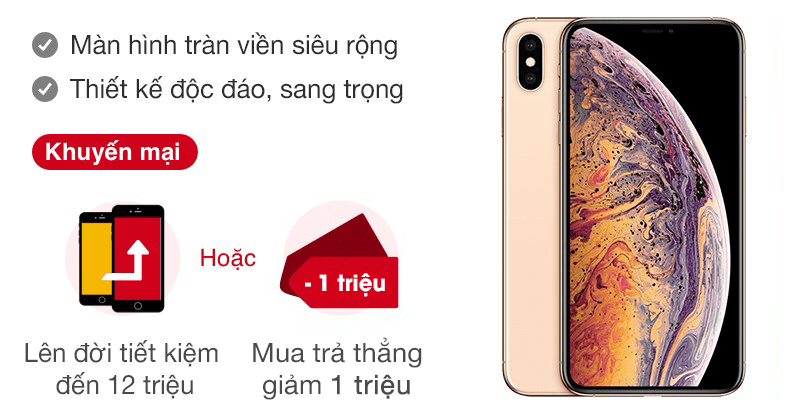 Màn hình tràn viền siêu rộng
Thiết kế độc đáo, sang trọng
Khuyến mại
Hoặc
- 1 triệu
Lên đời tiết kiệm
đến 12 triệu
Mua trả thẳng
giảm 1 triệu